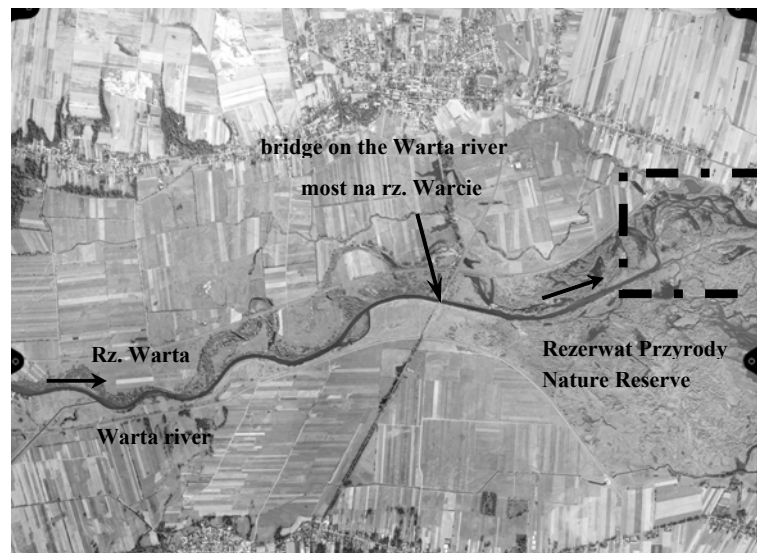 bridge on the Warta river
most na rz. Warcie
Rz. Warta
Rezerwat Przyrody
Nature Reserve
Warta river